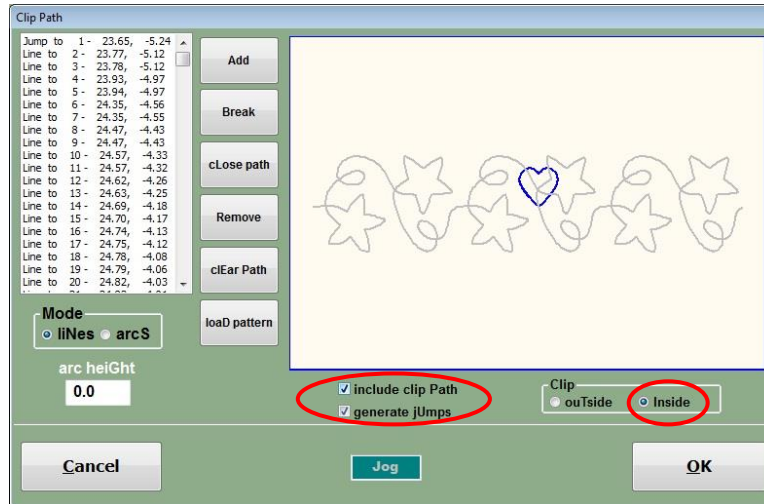 Clip Path
Jump to 1 - 23.65, -5.24
Line to 2 - 23.77, -5.12
Line to 3 - 23.78, -5.12
Line to 4 - 23.93, -4.97
Line to 5 - 23.94, -4.97
Line to 6 - 24.35, -4.56
Line to 7 - 24.35, -4.55
Line to 8 - 24.47, -4.43
Line to 9 - 24.47, -4.43
Line to 10 - 24.57, -4.33
Line to 11 - 24.57, -4.32
Line to 12 - 24.62, -4.26
Line to 13 - 24.63, -4.25
Line to 14 - 24.69, -4.18
Line to 15 - 24.70, -4.17
Line to 16 - 24.74, -4.13
Line to 17 - 24.75, -4.12
Line to 18 - 24.78, -4.08
Line to 19 - 24.79, -4.06
Line to 20 - 24.82, -4.03
Add
Break
cLose path
Remove
clEar Path
loaD pattern
Mode
liNes arcS
arc heiGht
0.0
include clip Path
generate jUmps
Clip
ouTside Inside
Cancel
Jog
OK